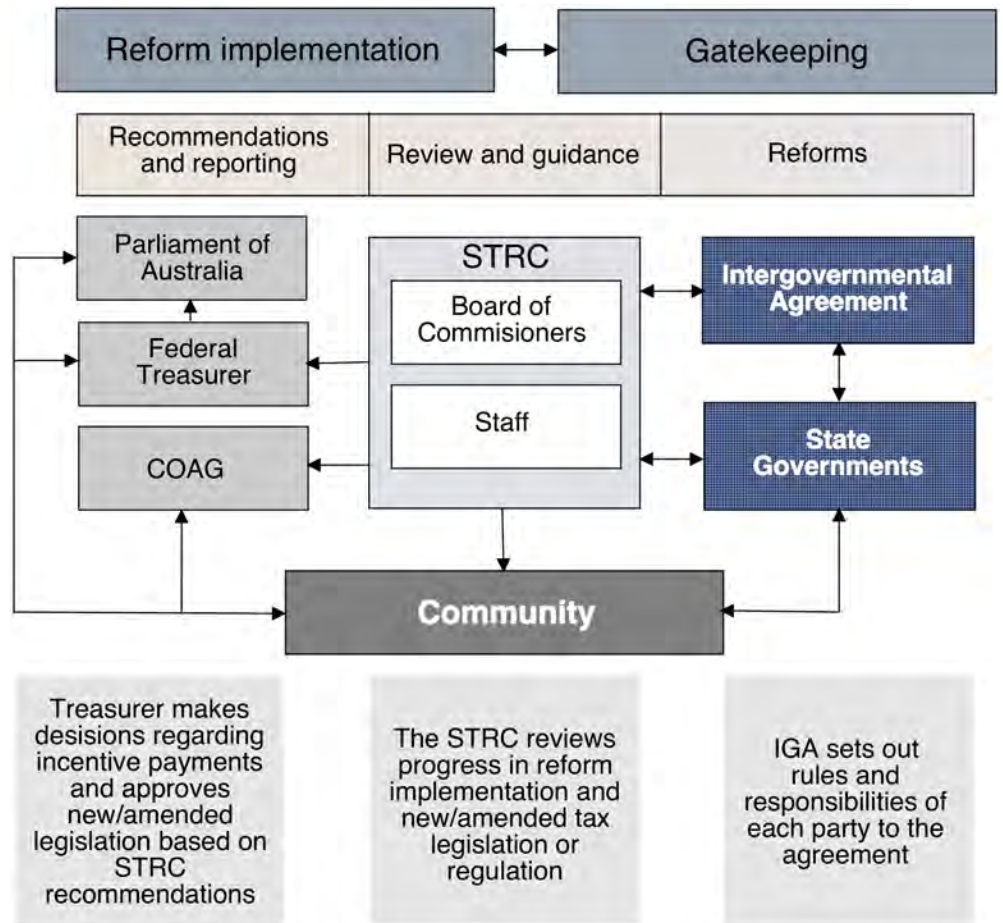 Reform implementation
Gatekeeping
Recommendations
and reporting
Review and guidance
Reforms
Parliament of
Australia
Federal
Treasurer
COAG
STRC
Board of
Commisioners
Staff
Intergovernmental
Agreement
State
Governments
Community
Treasurer makes
desisions regarding
incentive payments
and approves
new/amended
legislation based on
STRC
recommendations
The STRC reviews
progress in reform
implementation and
new/amended tax
legislation or
regulation
IGA sets out
rules and
responsibilities of
each party to the
agreement